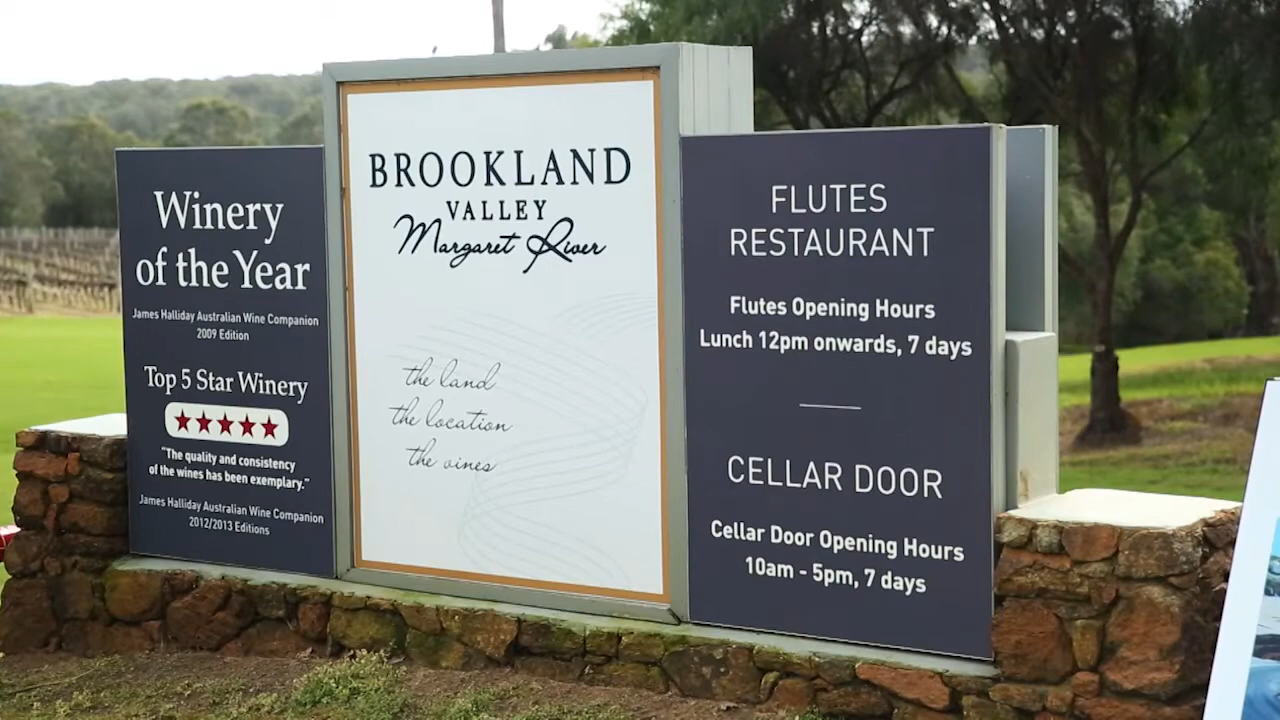 Winery
of the Year
James Halliday Australian Wine Companion
2009 Edition
Top 5 Star Winery
"The quality and consistency
of the wines has been exemplary."
James Halliday Australian Wine Companion
2012/2013 Editions
BROOKLAND
VALLEY
Margaret River
the land
the location
the vines
FLUTES
RESTAURANT
Flutes Opening Hours
Lunch 12pm onwards, 7 days
CELLAR DOOR
Cellar Door Opening Hours
10am - 5pm, 7 days